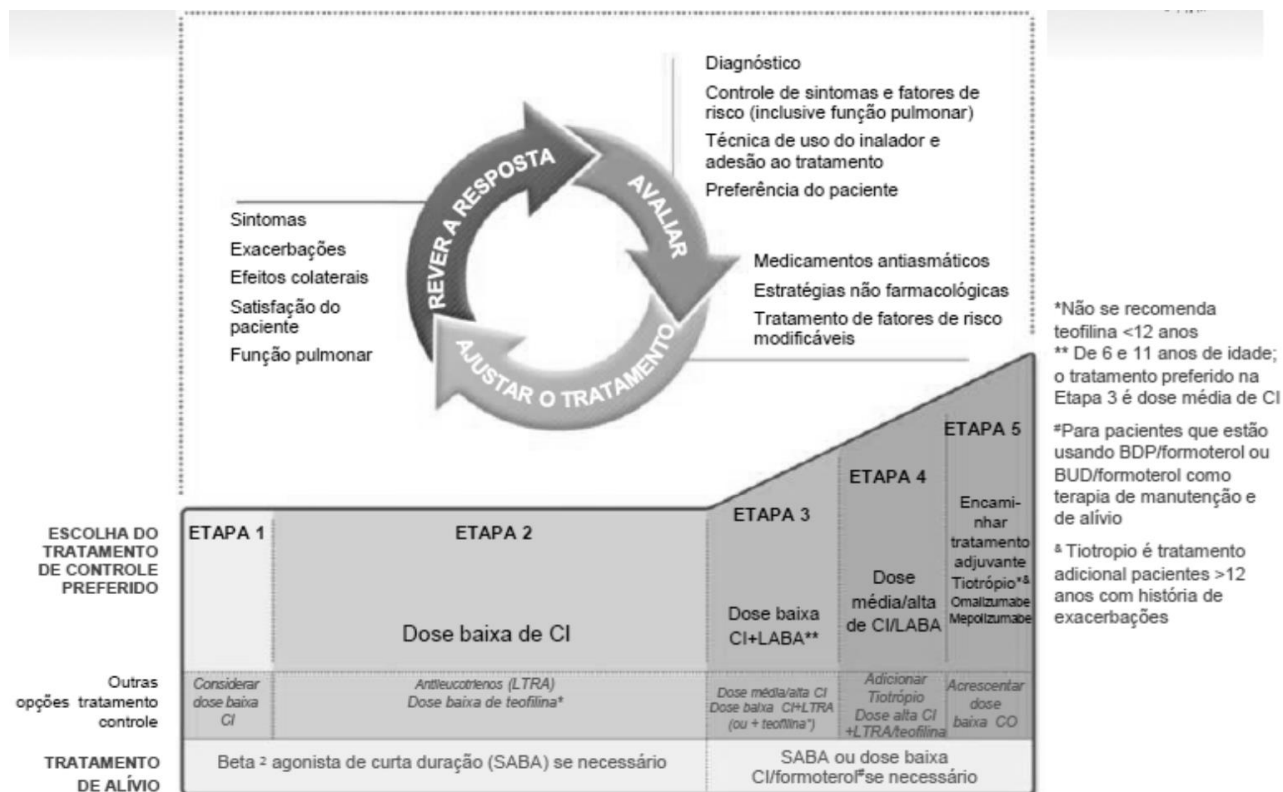 Diagnóstico
Controle de sintomas e fatores de
risco (inclusive função pulmonar)
Técnica de uso do inalador e
adesão ao tratamento
Preferência do paciente
REVER A RESPOSTA
AVALIAR
AJUSTAR O TRATAMENTO
Sintomas
Exacerbações
Efeitos colaterais
Satisfação do
paciente
Função pulmonar
Medicamentos antiasmáticos
Estratégias não farmacológicas
Tratamento de fatores de risco
modificáveis
*Não se recomenda
teofilina <12 anos
** De 6 e 11 anos de idade;
o tratamento preferido na
Etapa 3 é dose média de CI
#Para pacientes que estão
usando BDP/formoterol ou
BUD/formoterol como
terapia de manutenção e
de alívio
& Tiotropio é tratamento
adicional pacientes >12
anos com história de
exacerbações
ESCOLHA DO
TRATAMENTO
DE CONTROLE
PREFERIDO
ETAPA 1
ETAPA 2
Dose baixa de CI
ETAPA 3
Dose baixa
CI+LABA**
ETAPA 4
Dose
média/alta
de CI/LABA
ETAPA 5
Encami-
nhar
tratamento
adjuvante
Tiotrópio*&
Omalizumabe
Mepolizumabe
Outras
opções tratamento
controle
Considerar
dose baixa
CI
Antileucotrienos (LTRA)
Dose baixa de teofilina*
Dose média/alta CI
Dose baixa CI+LTRA
(ou + teofilina*)
Adicionar
Tiotrópio
Dose alta CI
+LTRA/teofilina
Acrescentar
dose
baixa CO
TRATAMENTO
DE ALÍVIO
Beta 2 agonista de curta duração (SABA) se necessário
SABA ou dose baixa
CI/formoterol#se necessário